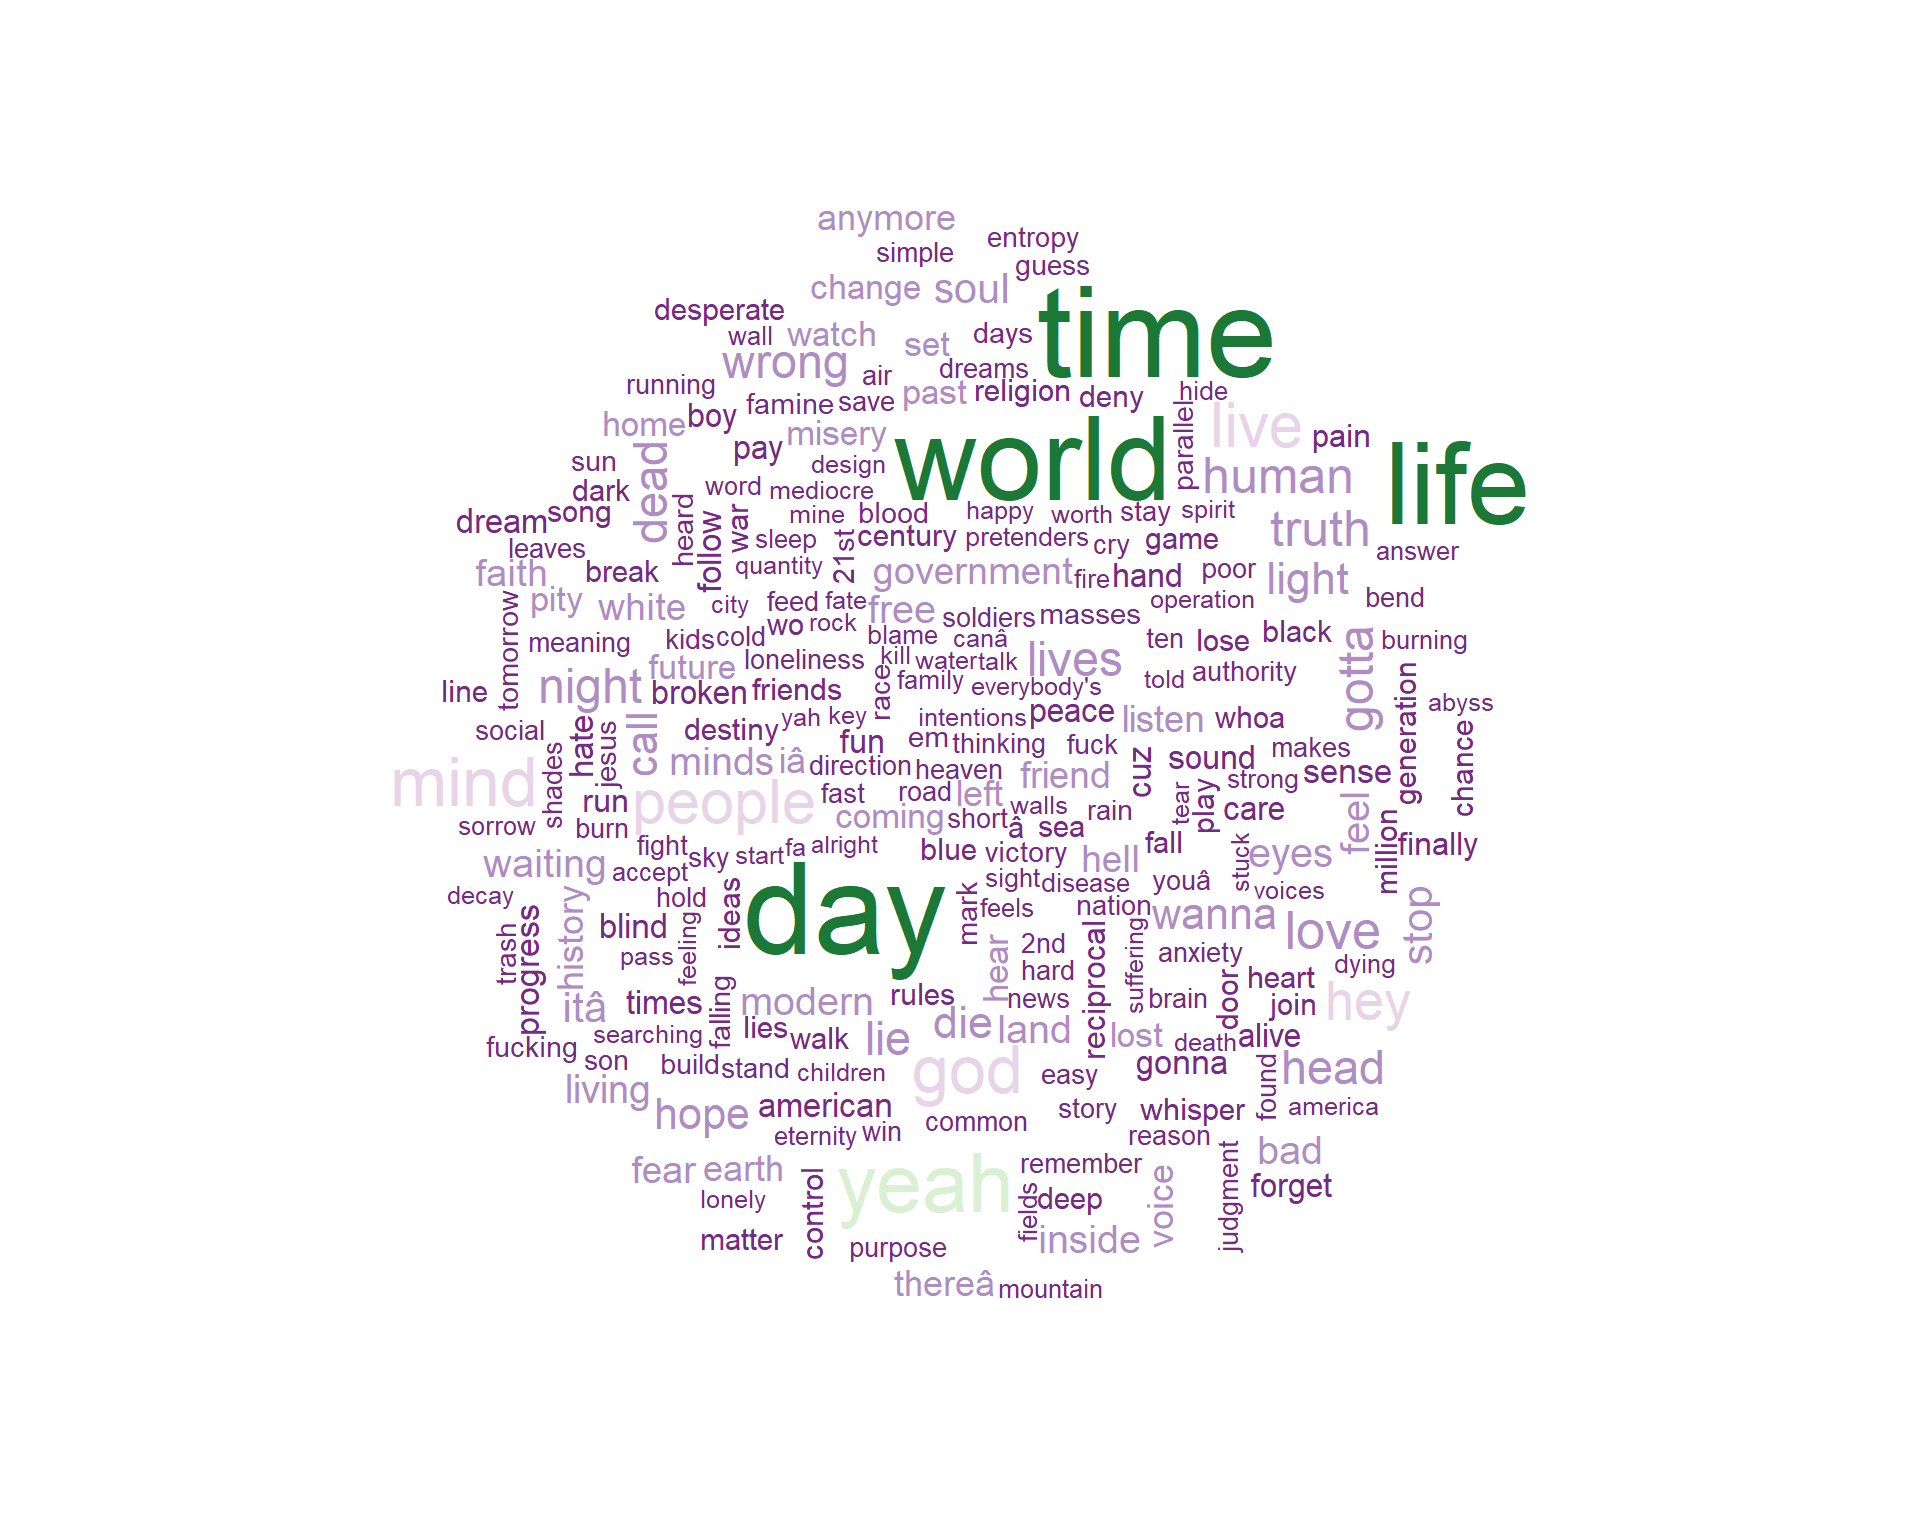 anymore
entropy
simple
guess
change
soul
time
desperate
wall
watch
set
days
wrong
dreams
running
air
past
religion
deny
hide
home
boy
famine
save
parallel
live
pain
pay
misery
world
human
life
sun
dead
design
dark
word
mediocre
dream
song
heard
follow
war
mine
blood
happy
worth
stay
spirit
truth
leaves
sleep
21st
century
pretenders
cry
game
answer
faith
break
quantity
government
fire
hand
poor
light
tomorrow
pity
white
city
feed
fate
free
soldiers
masses
operation
bend
meaning
kids
cold
wo
rock
blame
canâ
ten
lose
black
gotta
burning
future
loneliness
kill
water
talk
lives
authority
line
night
broken
friends
race
family
everybody's
told
generation
abyss
social
hate
jesus
call
destiny
yah
key
intentions
peace
listen
whoa
chance
mind
shades
minds
iâ
fun
em
thinking
fuck
cuz
sound
makes
direction
heaven
friend
strong
sense
run
people
fast
road
left
walls
rain
tear
play
care
feel
sorrow
burn
coming
short
â
sea
million
finally
waiting
fight
sky
start
fa
alright
blue
victory
hell
fall
stuck
eyes
accept
decay
hold
ideas
day
sight
disease
youâ
voices
trash
progress
history
blind
feeling
mark
feels
nation
wanna
love
stop
pass
hear
2nd
reciprocal
suffering
anxiety
dying
itâ
times
falling
modern
rules
news
hard
brain
door
heart
join
hey
fucking
searching
lies
walk
lie
die
land
lost
death
alive
son
build
stand
children
god
easy
gonna
found
head
living
hope
american
common
story
whisper
america
eternity
win
reason
fear
earth
control
yeah
remember
voice
judgment
bad
lonely
fields
deep
forget
matter
purpose
inside
thereâ
mountain